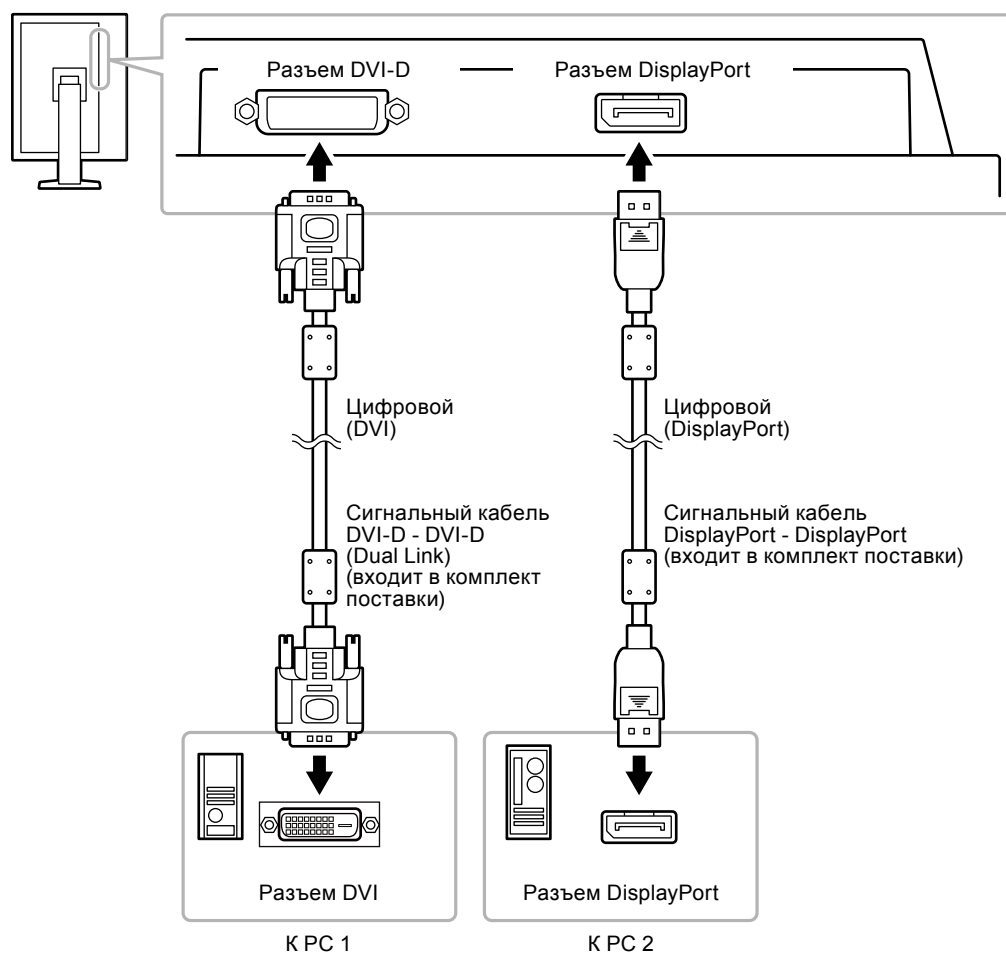 Разъем DVI-D
Разъем DisplayPort
Цифровой
(DVI)
Цифровой
(DisplayPort)
Сигнальный кабель
DVI-D - DVI-D
(Dual Link)
(входит в комплект
поставки)
Сигнальный кабель
DisplayPort - DisplayPort
(входит в комплект поставки)
Разъем DVI
Разъем DisplayPort
К PC 1
К PC 2